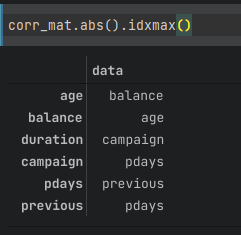 corr_mat.abs().idxmax()
data
age balance
balance age
duration campaign
campaign pdays
pdays previous
previous pdays